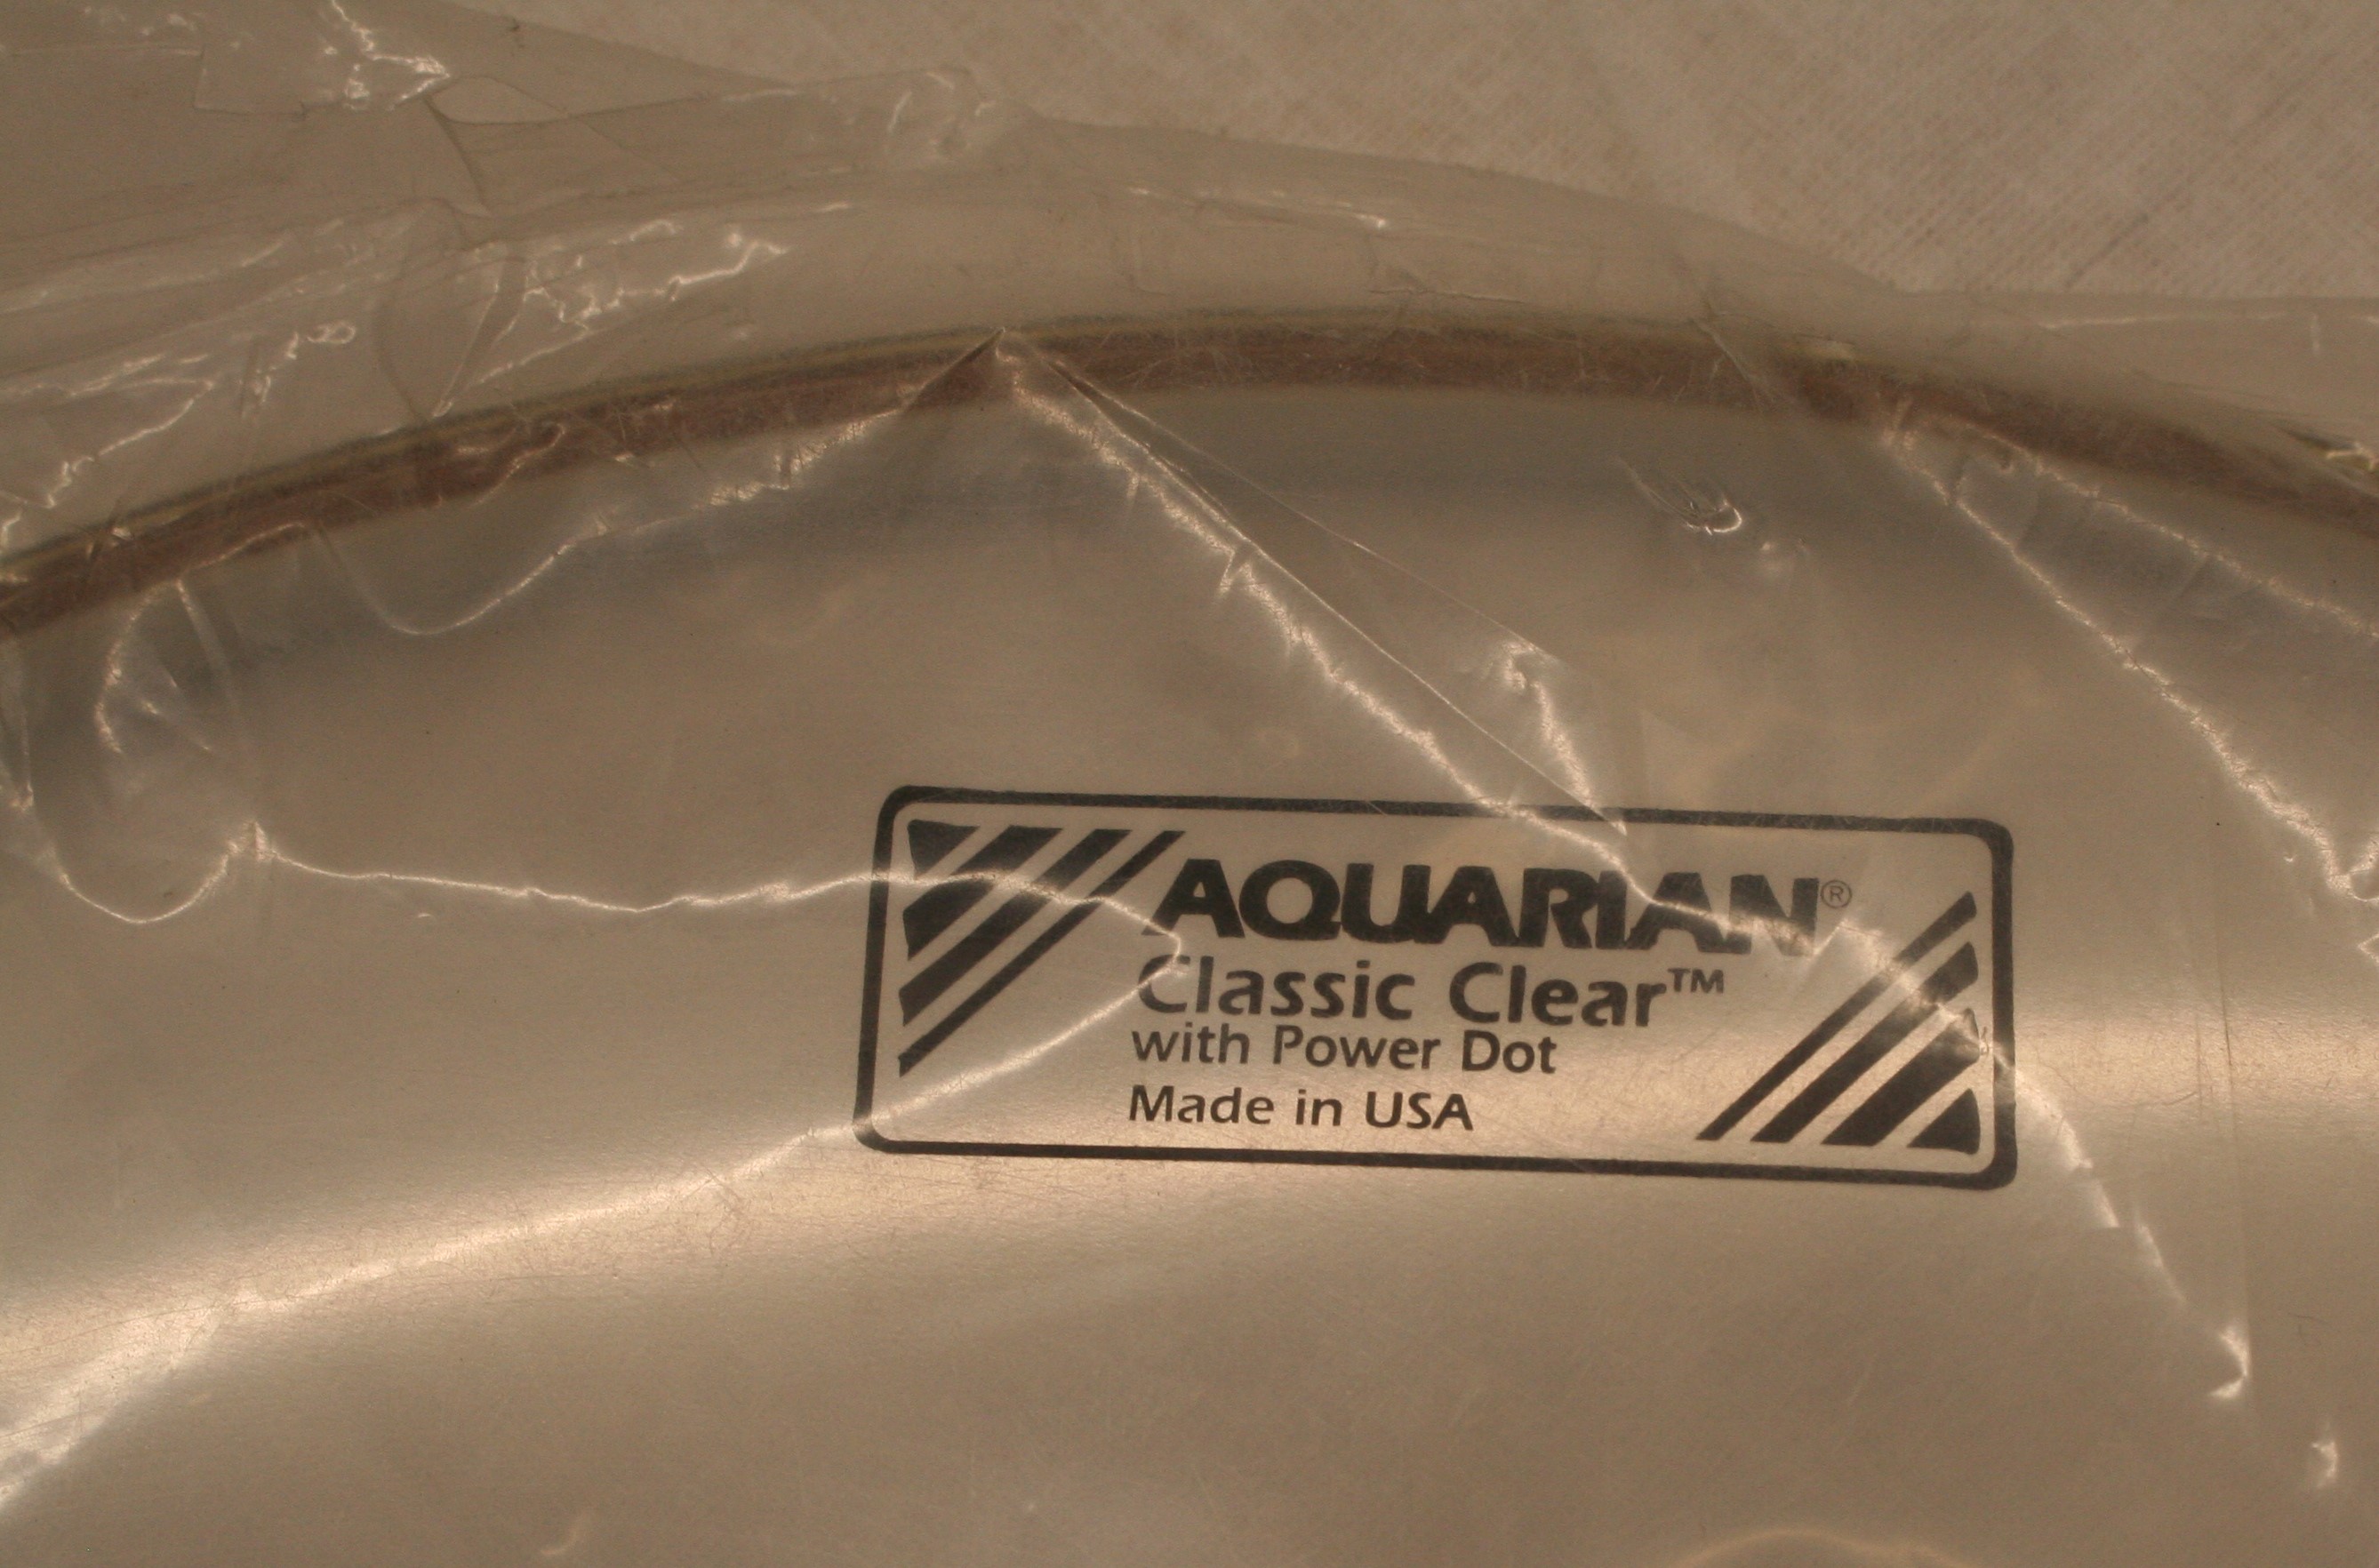 AQUARIAN®
Classic Clear™
with Power Dot
Made in USA